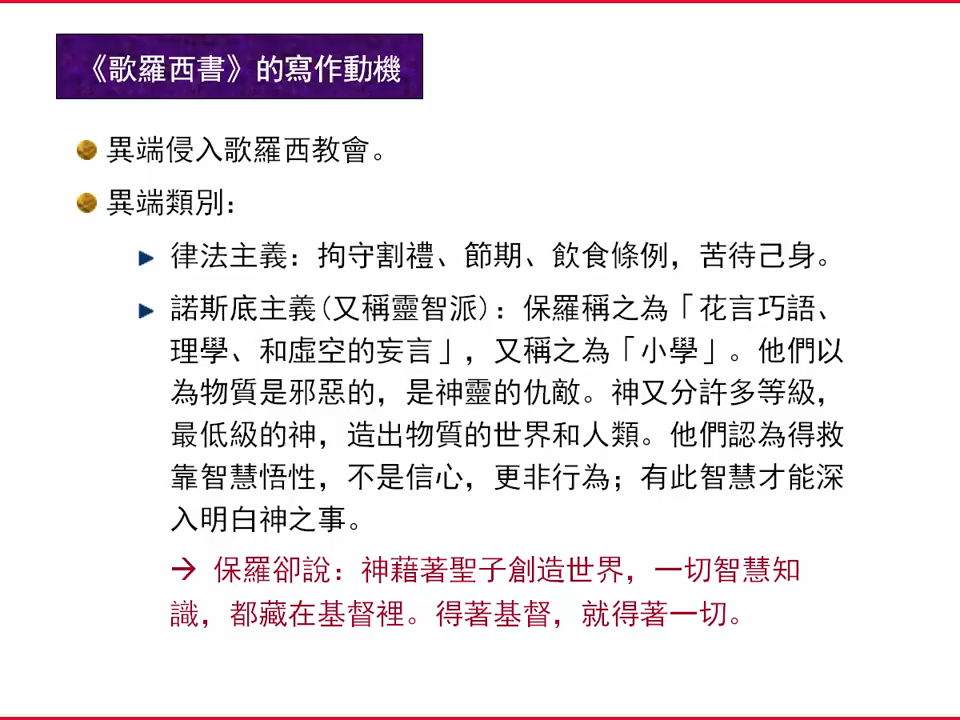 《歌羅西書》的寫作動機
異端侵入歌羅西教會。
異端類別：
律法主義：拘守割禮、節期、飲食條例，苦待己身。
諾斯底主義(又稱靈智派)：保羅稱之為「花言巧語、
理學、和虛空的妄言」，又稱之為「小學」。他們以
為物質是邪惡的，是神靈的仇敵。神又分許多等級，
最低級的神，造出物質的世界和人類。他們認為得救
靠智慧悟性，不是信心，更非行為；有此智慧才能深
入明白神之事。
→ 保羅卻說：神藉著聖子創造世界，一切智慧知
識，都藏在基督裡。得著基督，就得著一切。